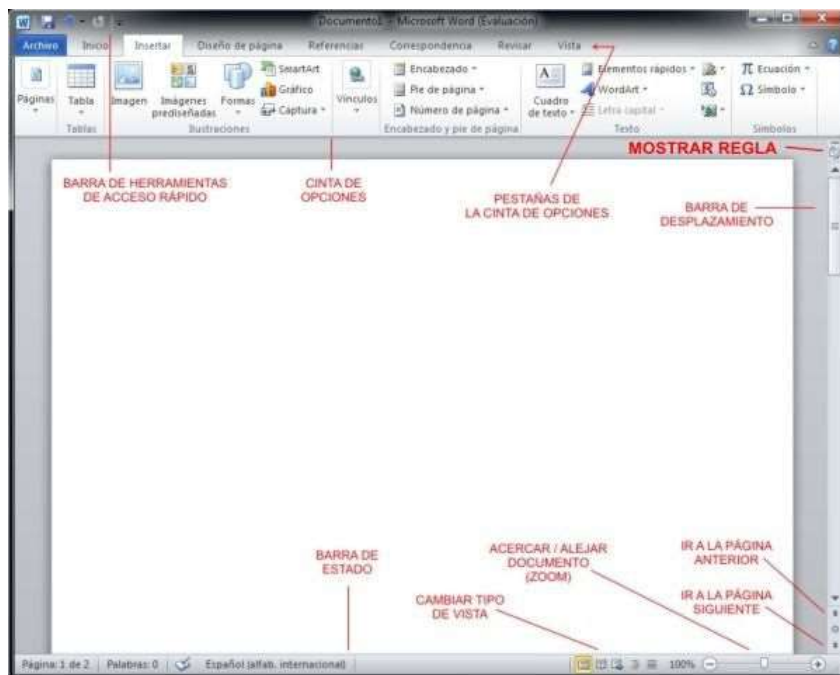 Documento1 - Microsoft Word (Evaluación)
Archivo Inicio Insertar Diseño de página Referencias Correspondencia Revisar Vista
Páginas
Tabla
Imagen
Imágenes
prediseñadas
Formas
SmartArt
Gráfico
Captura
Vínculos
Encabezado
Pie de página
Número de página
Cuadro
de texto
Elementos rápidos
WordArt
Letra capital
π Ecuación
Ω Símbolo
Tablas Ilustraciones Encabezado y pie de página Texto Símbolos
MOSTRAR REGLA
BARRA DE HERRAMIENTAS
DE ACCESO RÁPIDO
CINTA DE
OPCIONES
PESTAÑAS DE
LA CINTA DE OPCIONES
BARRA DE
DESPLAZAMIENTO
BARRA DE
ESTADO
ACERCAR / ALEJAR
DOCUMENTO
(ZOOM)
IR A LA PÁGINA
ANTERIOR
CAMBIAR TIPO
DE VISTA
IR A LA PÁGINA
SIGUIENTE
Página: 1 de 2 Palabras: 0 Español (alfab. internacional) 100%